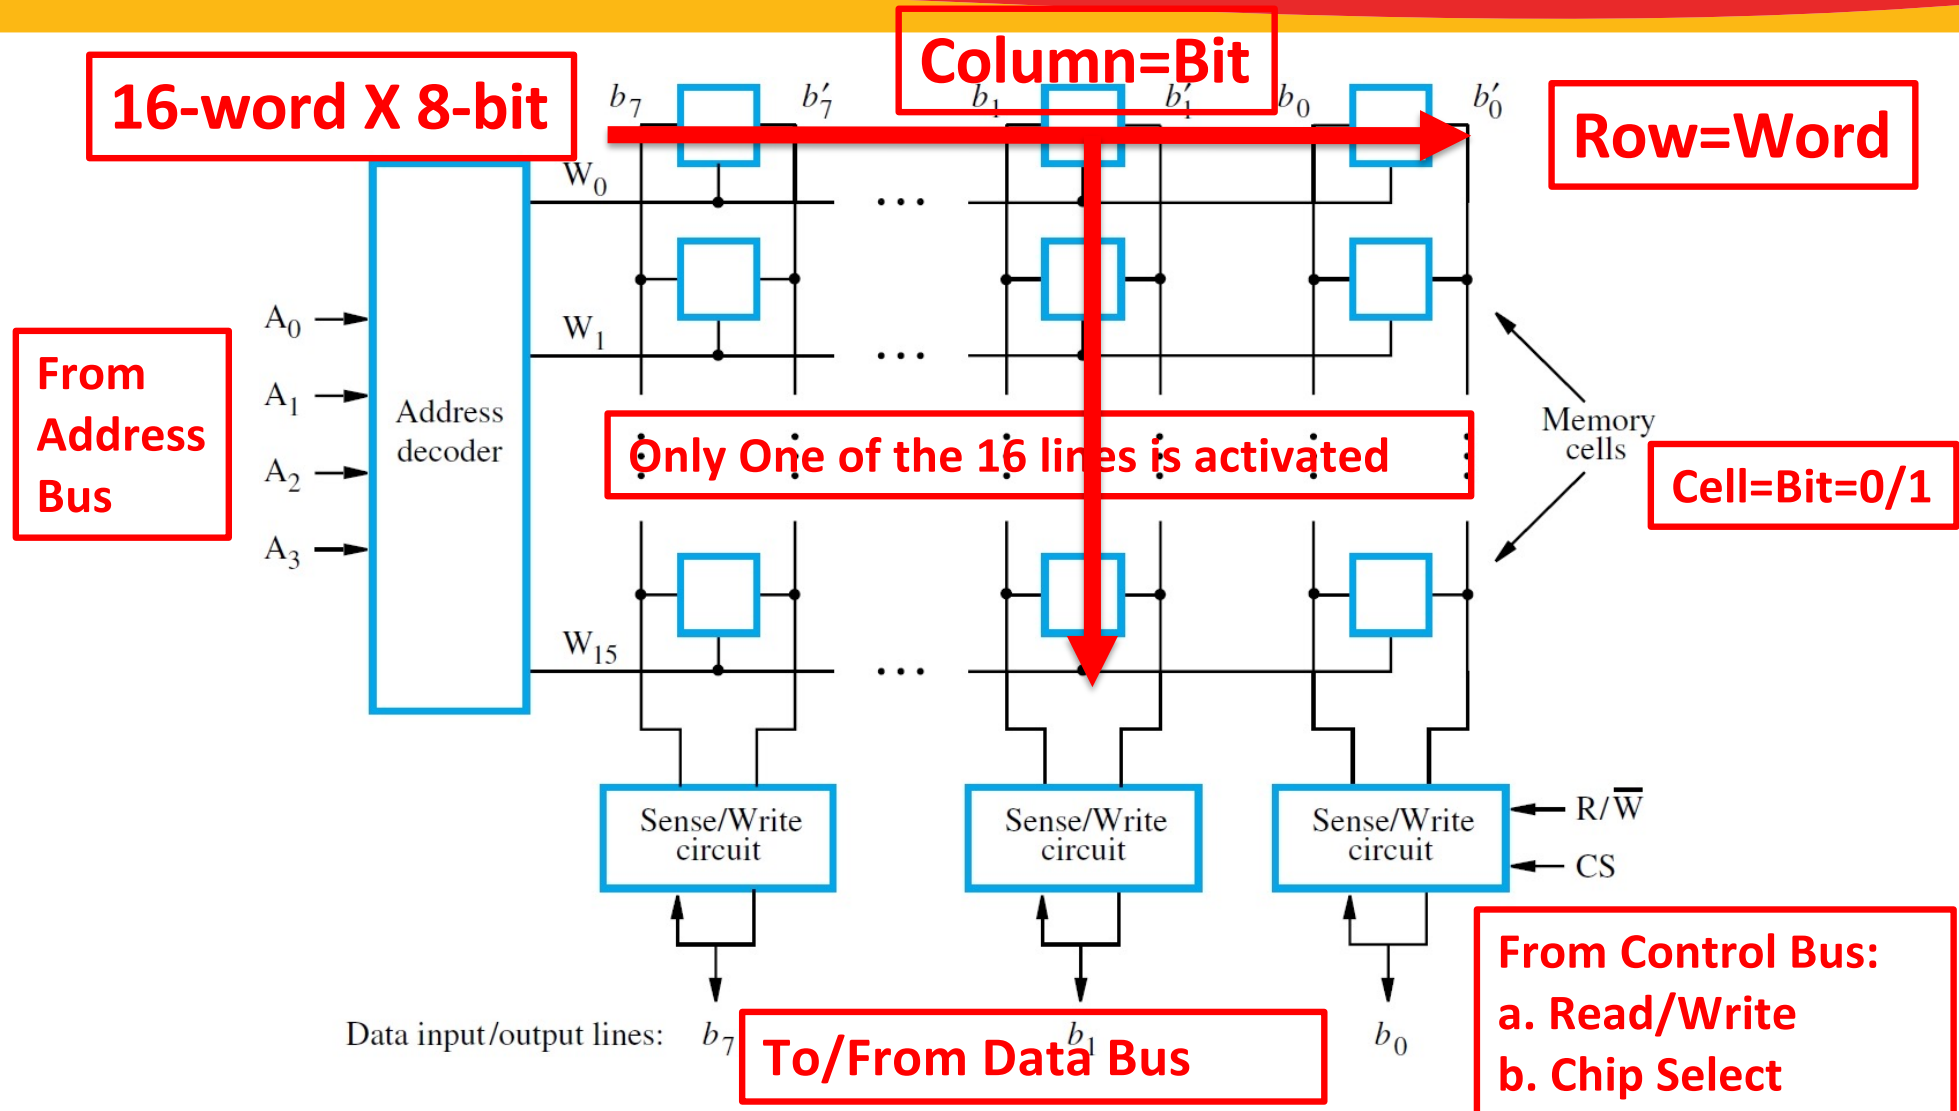 Column=Bit
16-word X 8-bit
b7 b′7 b1 b′1 b0 b′0
Row=Word
W0
W1
A0
A1
A2
A3
From
Address
Bus
Address
decoder
Only One of the 16 lines is activated
Memory
cells
Cell=Bit=0/1
W15
Sense/Write
circuit
Sense/Write
circuit
Sense/Write
circuit
R/W̅
CS
From Control Bus:
a. Read/Write
b. Chip Select
Data input/output lines: b7 b1 b0
To/From Data Bus